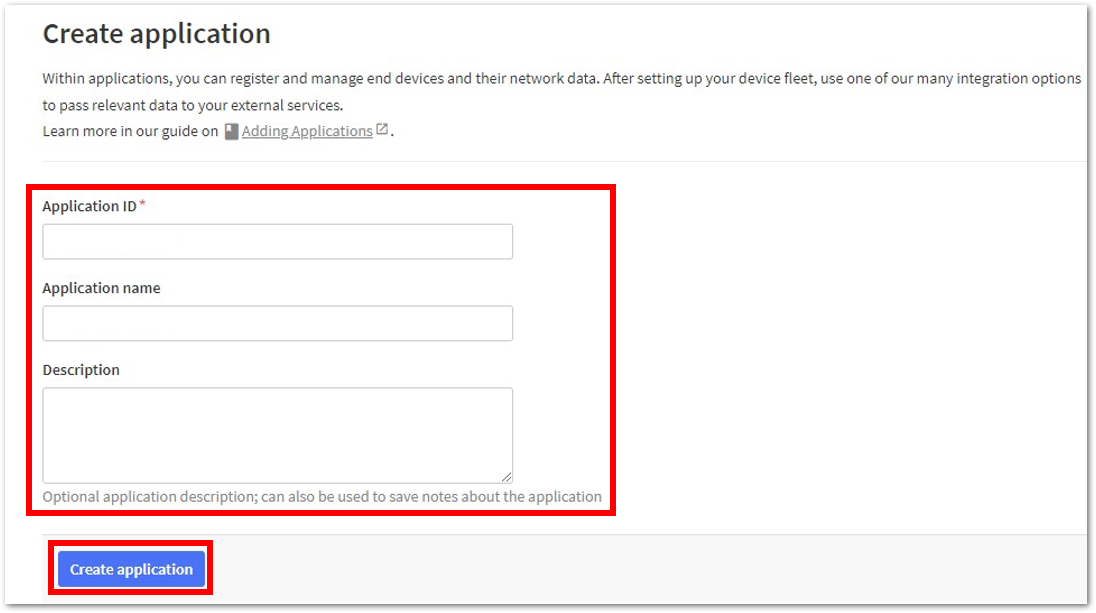 Create application
Within applications, you can register and manage end devices and their network data. After setting up your device fleet, use one of our many integration options
to pass relevant data to your external services.
Learn more in our guide on Adding Applications.
Application ID*
Application name
Description
Optional application description; can also be used to save notes about the application
Create application